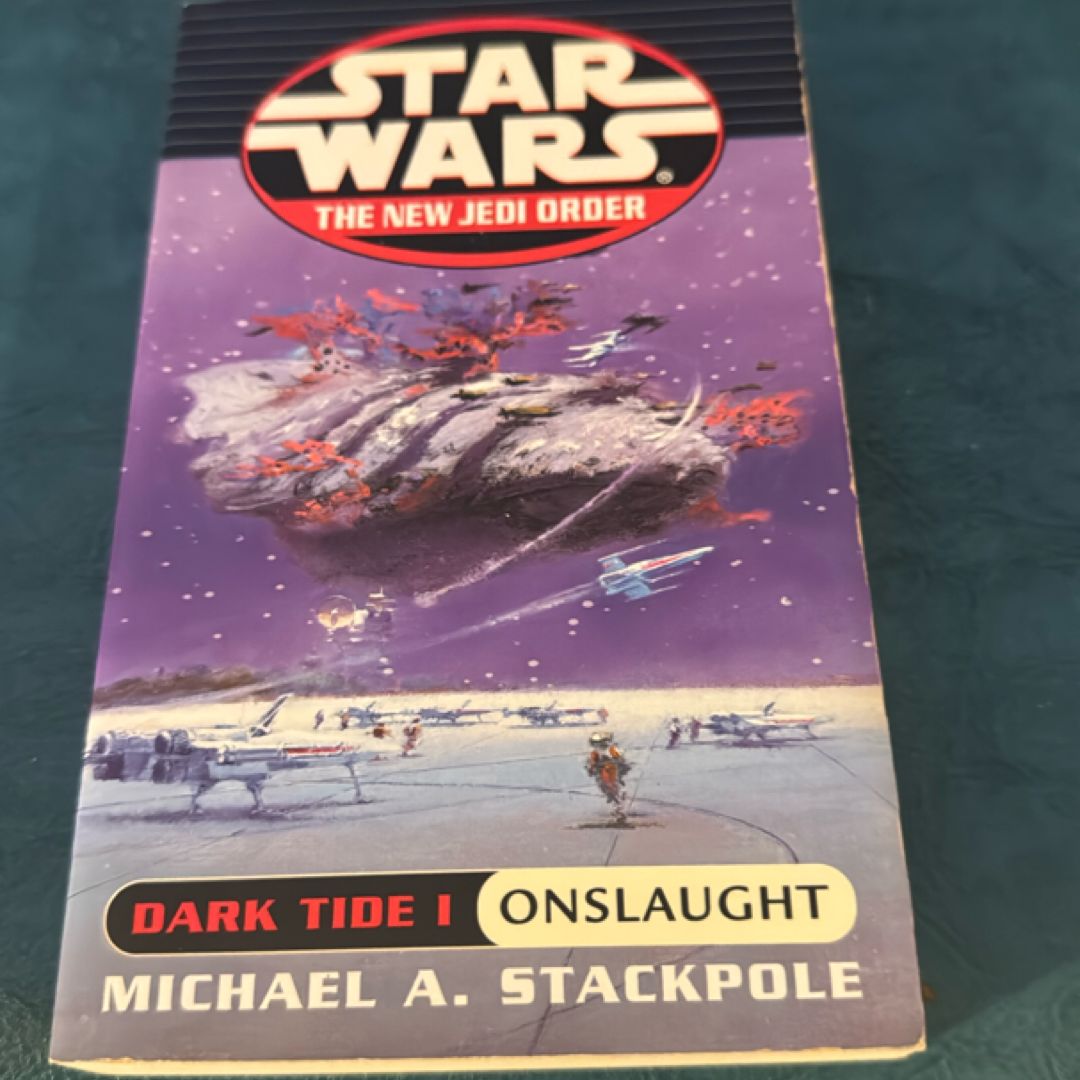 STAR
WARS®
THE NEW JEDI ORDER
DARK TIDE I ONSLAUGHT
MICHAEL A. STACKPOLE